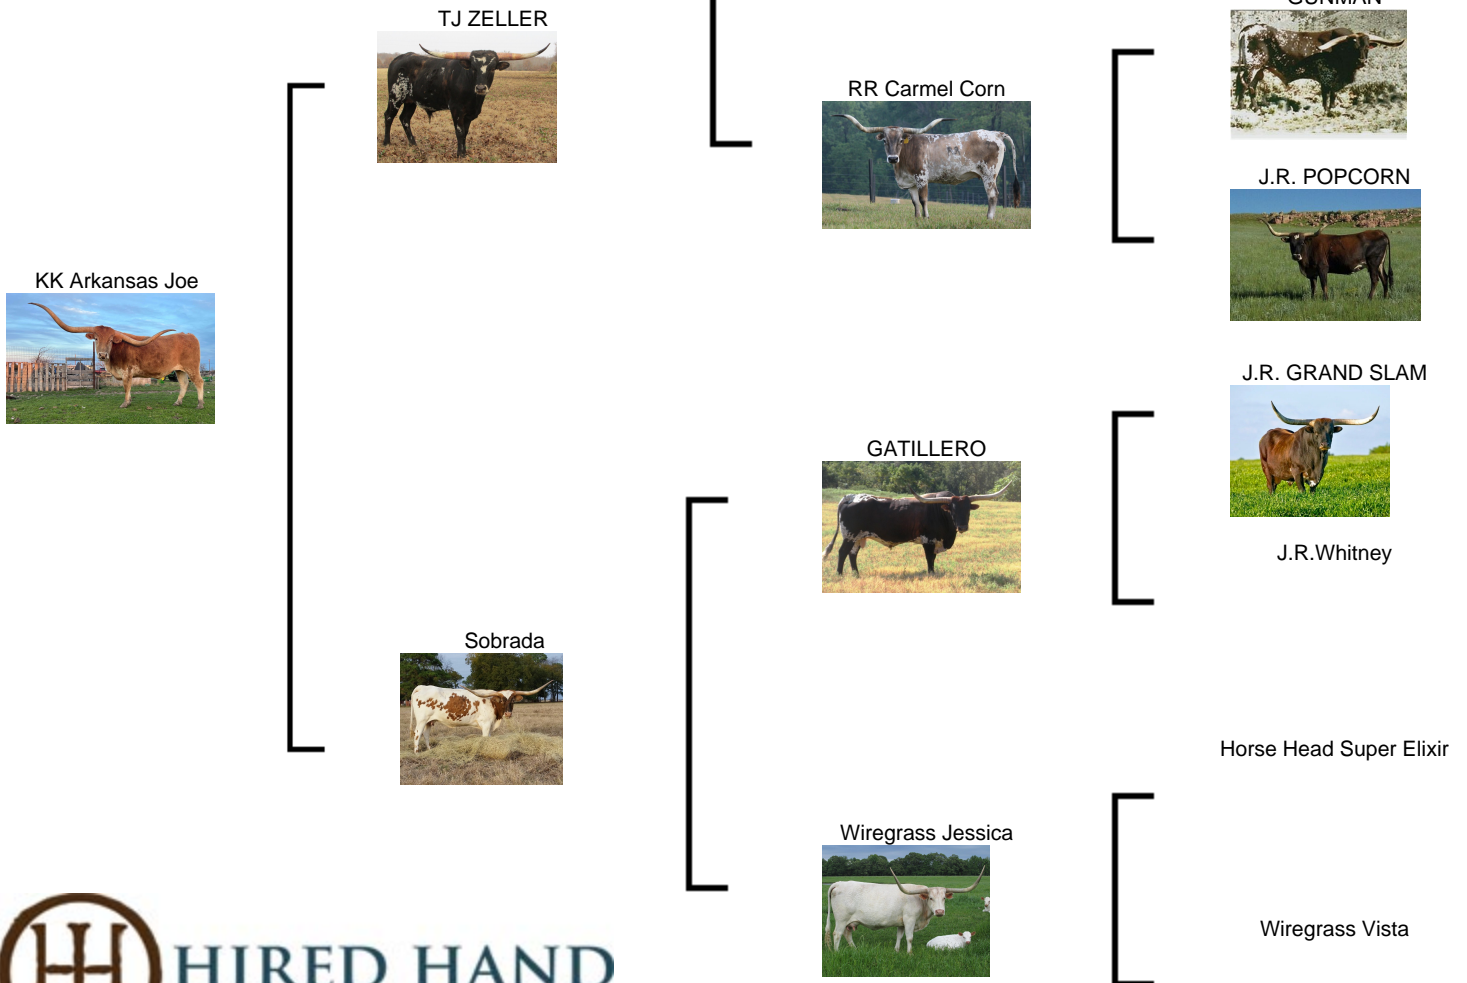 TJ ZELLER
GUNMAN
RR Carmel Corn
J.R. POPCORN
KK Arkansas Joe
J.R. GRAND SLAM
GATILLERO
J.R.Whitney
Sobrada
Horse Head Super Elixir
Wiregrass Jessica
Wiregrass Vista
HIRED HAND